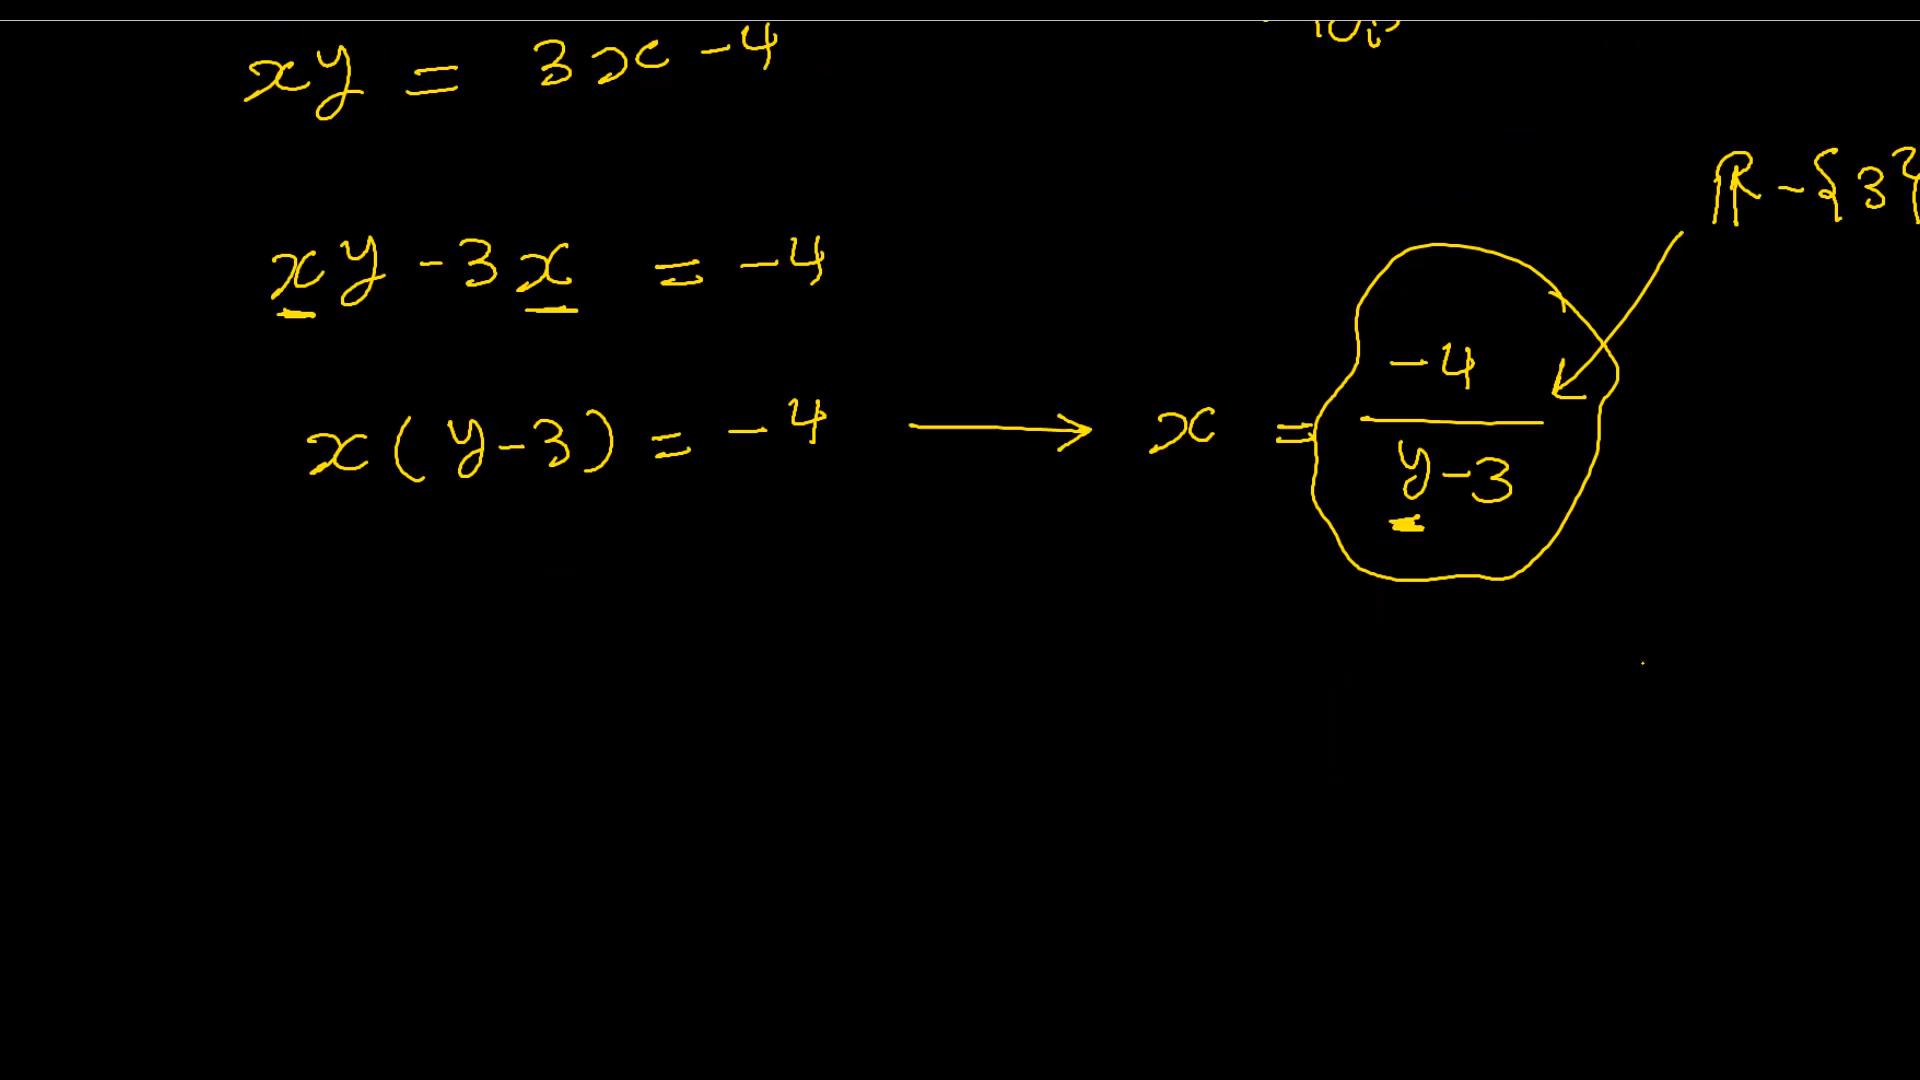 xy = 3x - 4
ℝ - {3}
xy - 3x = -4
x(y - 3) = -4 → x = -4 / (y - 3)